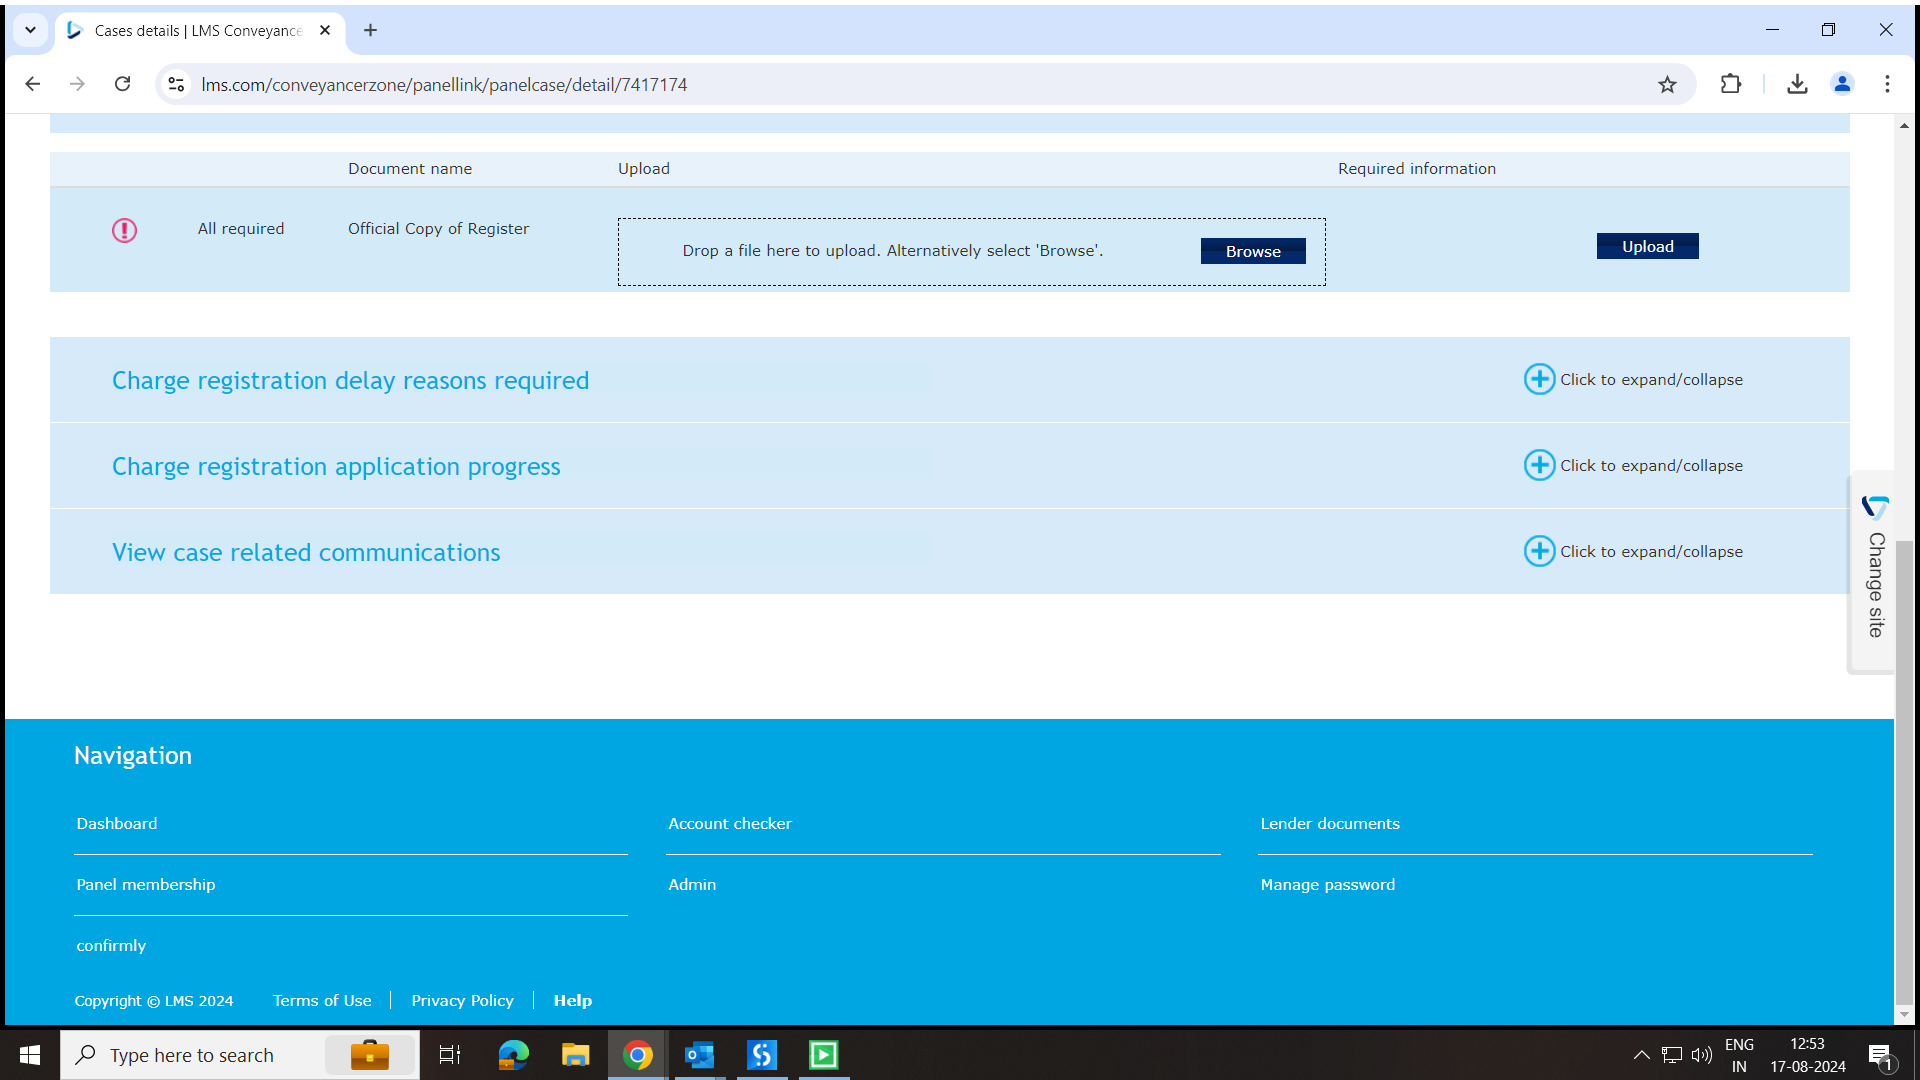 Cases details | LMS Conveyance
lms.com/conveyancerzone/panellink/panelcase/detail/7417174
Document name Upload Required information
All required Official Copy of Register Drop a file here to upload. Alternatively select 'Browse'. Browse Upload
Charge registration delay reasons required Click to expand/collapse
Charge registration application progress Click to expand/collapse
View case related communications Click to expand/collapse
Change site
Navigation
Dashboard Account checker Lender documents
Panel membership Admin Manage password
confirmly
Copyright © LMS 2024 Terms of Use Privacy Policy Help
Type here to search
ENG
IN
12:53
17-08-2024
1